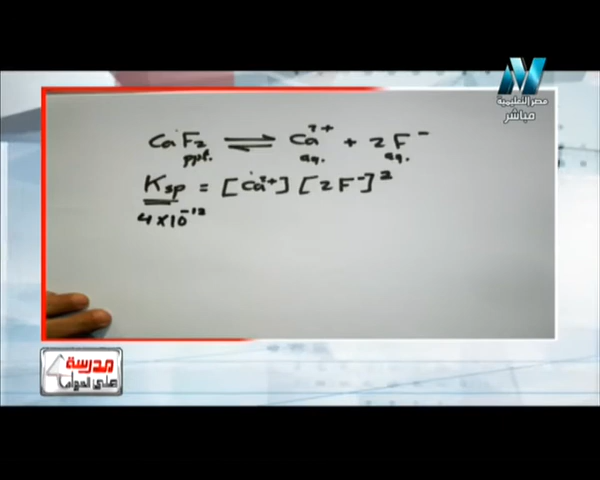 مصر التعليمية
مباشر
CaF₂ ⇌ Ca²⁺ + 2F⁻
ppt. aq. aq.
Ksp = [Ca²⁺] [2F⁻]²
4×10⁻¹²
مدرسة
على الهواء